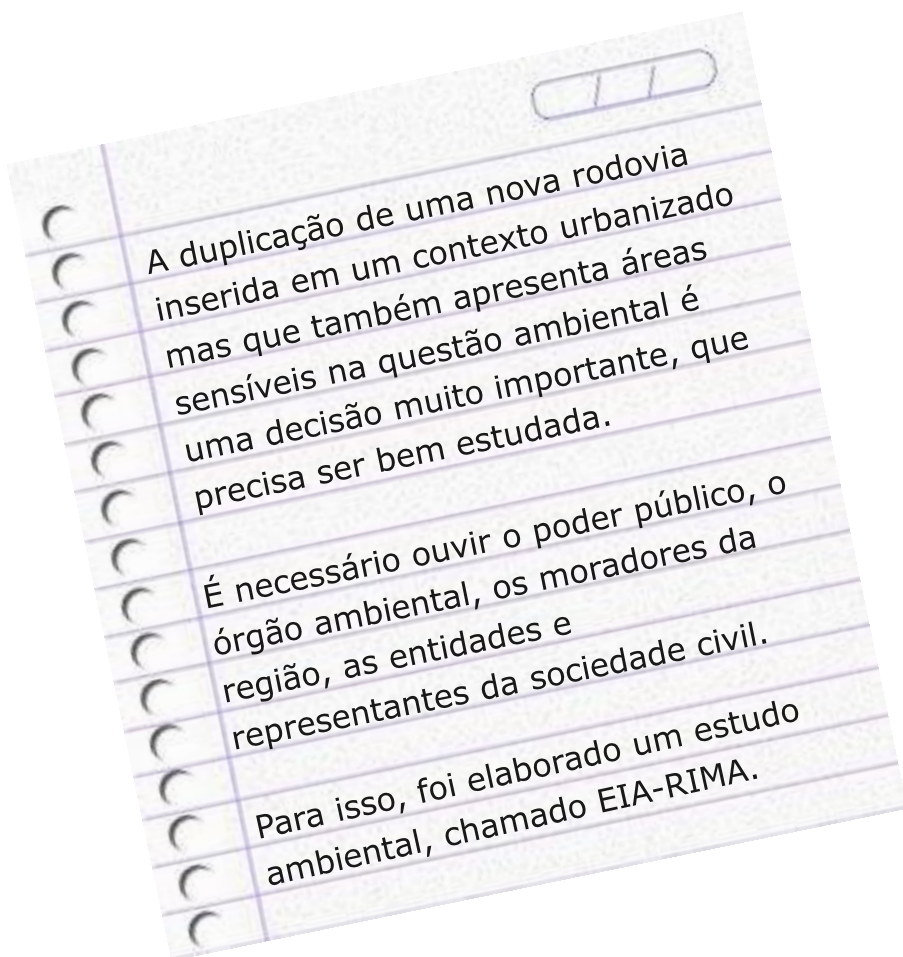 A duplicação de uma nova rodovia
inserida em um contexto urbanizado
mas que também apresenta áreas
sensíveis na questão ambiental é
uma decisão muito importante, que
precisa ser bem estudada.
É necessário ouvir o poder público, o
órgão ambiental, os moradores da
região, as entidades e
representantes da sociedade civil.
Para isso, foi elaborado um estudo
ambiental, chamado EIA-RIMA.